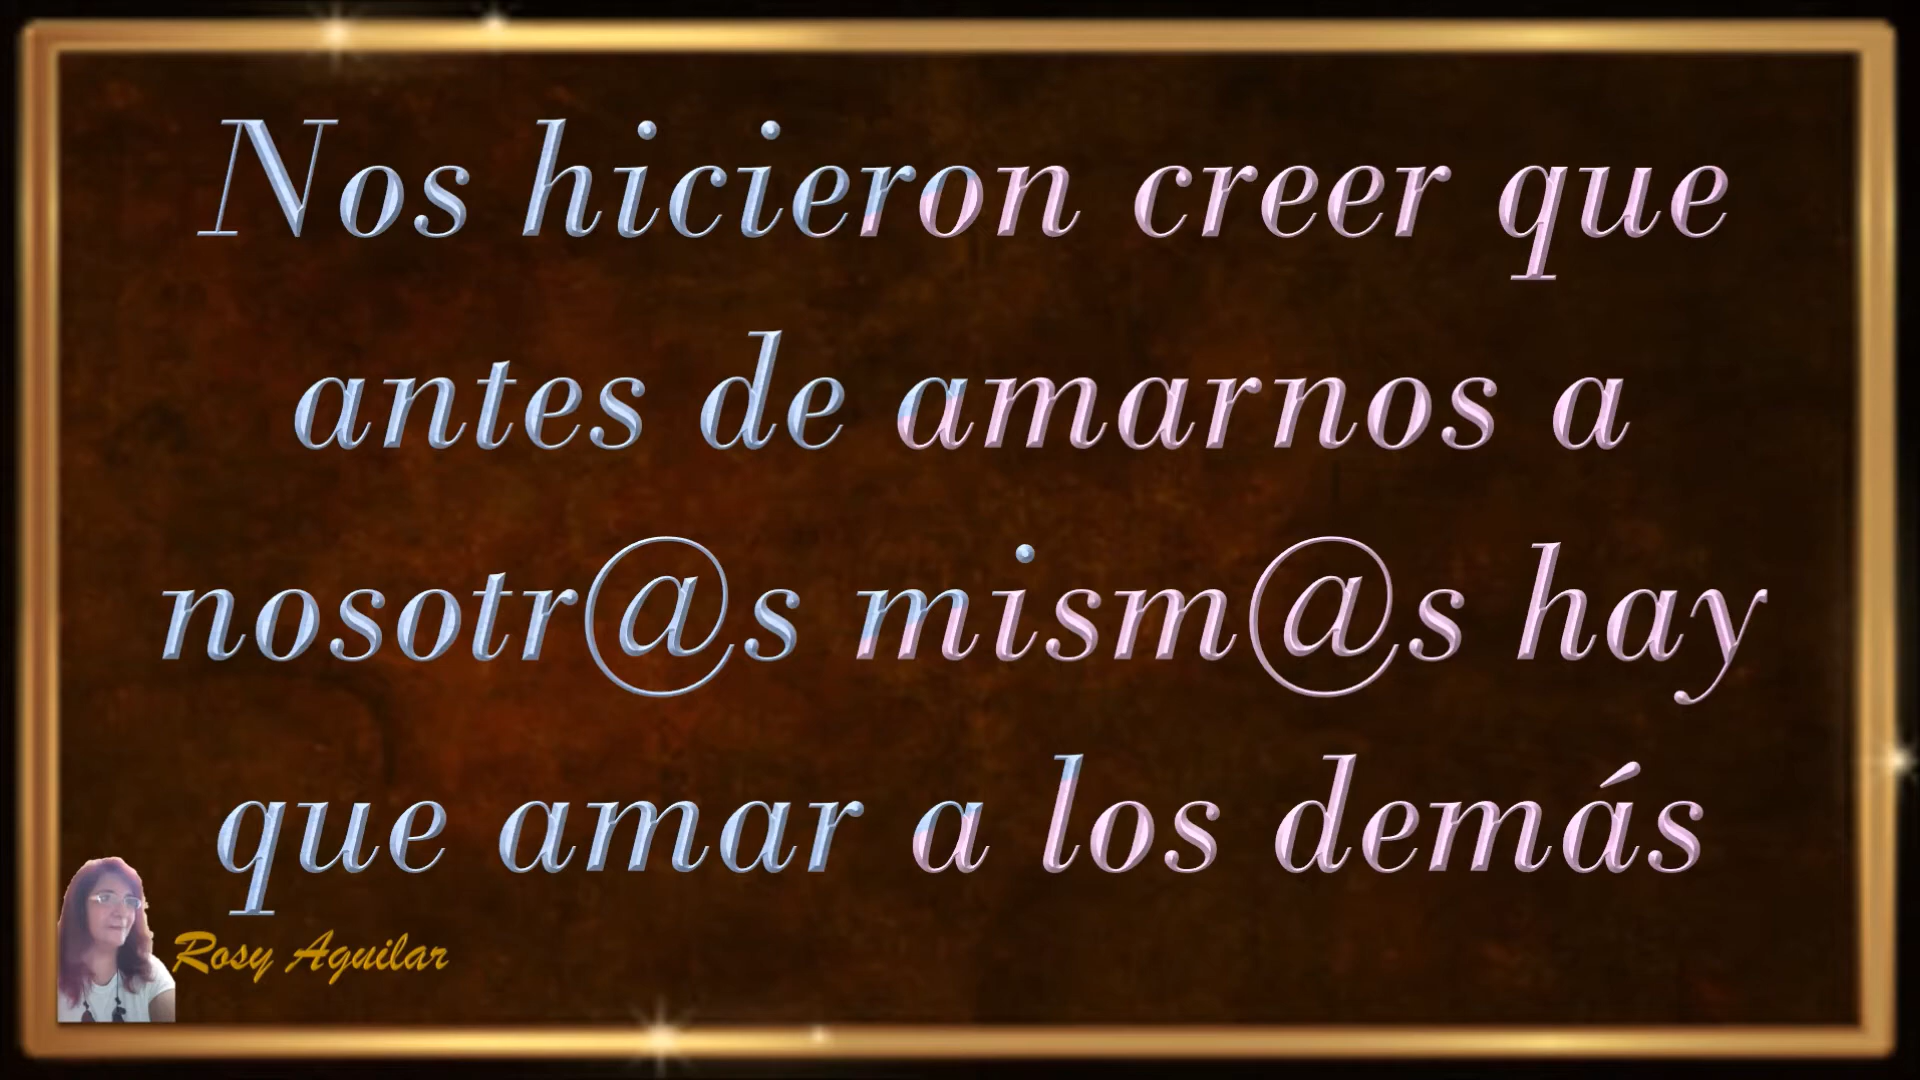 Nos hicieron creer que
antes de amarnos a
nosotr@s mism@s hay
que amar a los demás
Rosy Aguilar